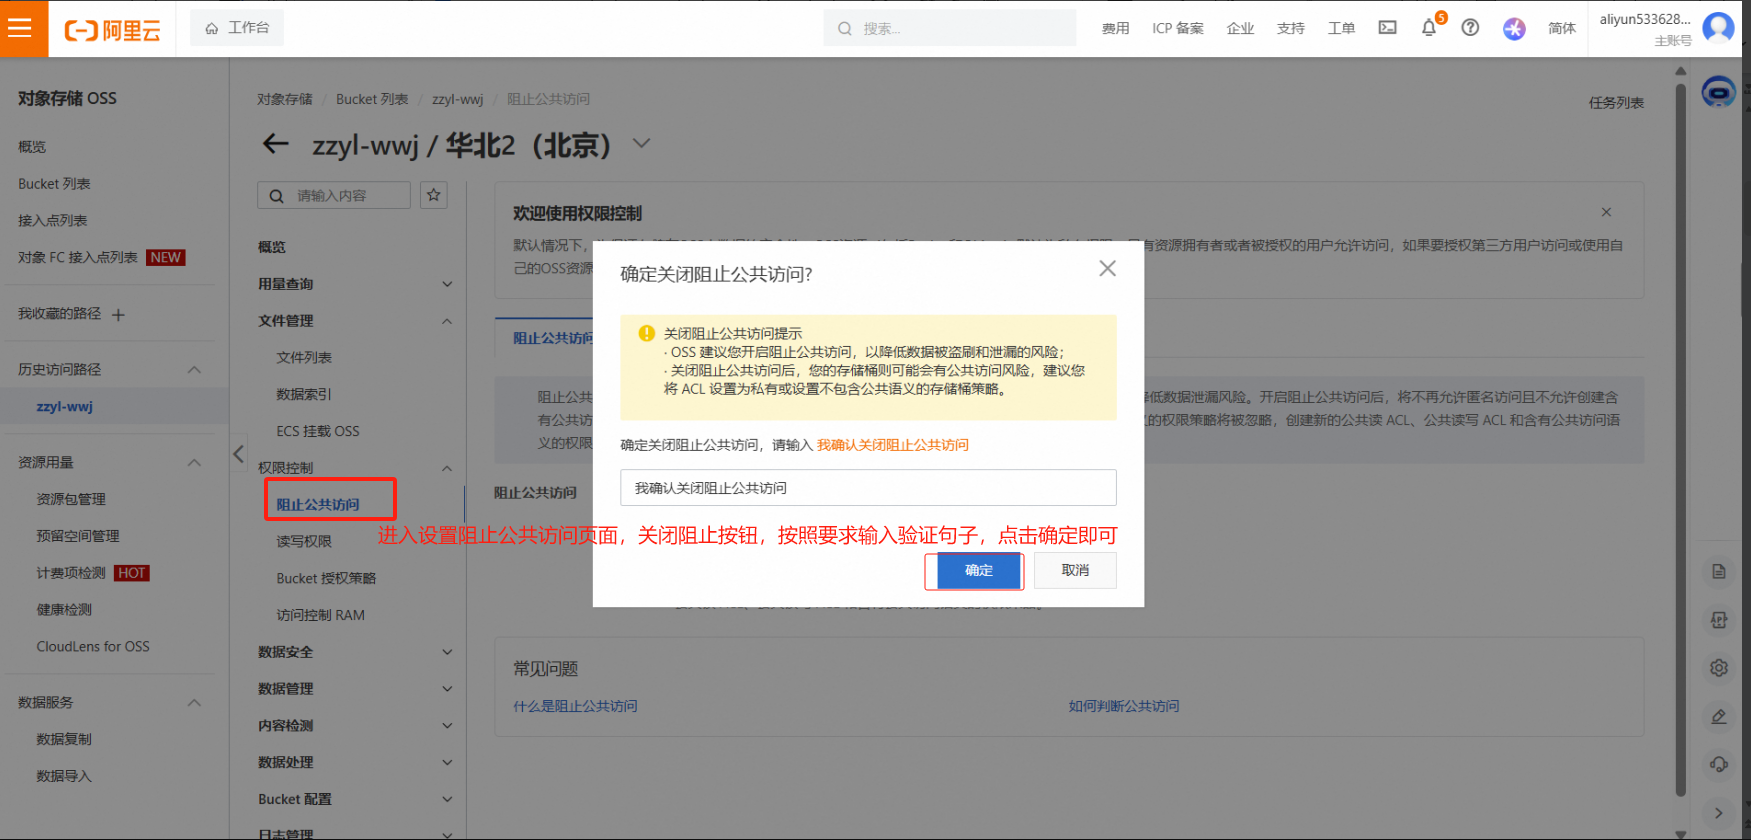 阿里云
工作台
搜索...
费用
ICP 备案
企业
支持
工单
5
简体
aliyun533628...
主账号
对象存储 OSS
概览
Bucket 列表
接入点列表
对象 FC 接入点列表 NEW
我收藏的路径
历史访问路径
zzyl-wwj
资源用量
资源包管理
预留空间管理
计费项检测 HOT
健康检测
CloudLens for OSS
数据服务
数据复制
数据导入
对象存储 / Bucket 列表 / zzyl-wwj / 阻止公共访问
任务列表
zzyl-wwj / 华北2（北京）
请输入内容
概览
用量查询
文件管理
文件列表
数据索引
ECS 挂载 OSS
权限控制
阻止公共访问
读写权限
Bucket 授权策略
访问控制 RAM
数据安全
数据管理
内容检测
数据处理
Bucket 配置
日志管理
欢迎使用权限控制
默认情况下，
有资源拥有者或者被授权的用户允许访问，如果要授权第三方用户访问或使用自
己的OSS资源
阻止公共访问
阻止公共
低数据泄漏风险。开启阻止公共访问后，将不再允许匿名访问且不允许创建含
有公共访
的权限策略将被忽略，创建新的公共读 ACL、公共读写 ACL 和含有公共访问语
义的权限
阻止公共访问
确定关闭阻止公共访问?
关闭阻止公共访问提示
· OSS 建议您开启阻止公共访问，以降低数据被盗刷和泄漏的风险；
· 关闭阻止公共访问后，您的存储桶则可能会有公共访问风险，建议您
将 ACL 设置为私有或设置不包含公共语义的存储桶策略。
确定关闭阻止公共访问，请输入 我确认关闭阻止公共访问
我确认关闭阻止公共访问
进入设置阻止公共访问页面，关闭阻止按钮，按照要求输入验证句子，点击确定即可
确定
取消
常见问题
什么是阻止公共访问
如何判断公共访问